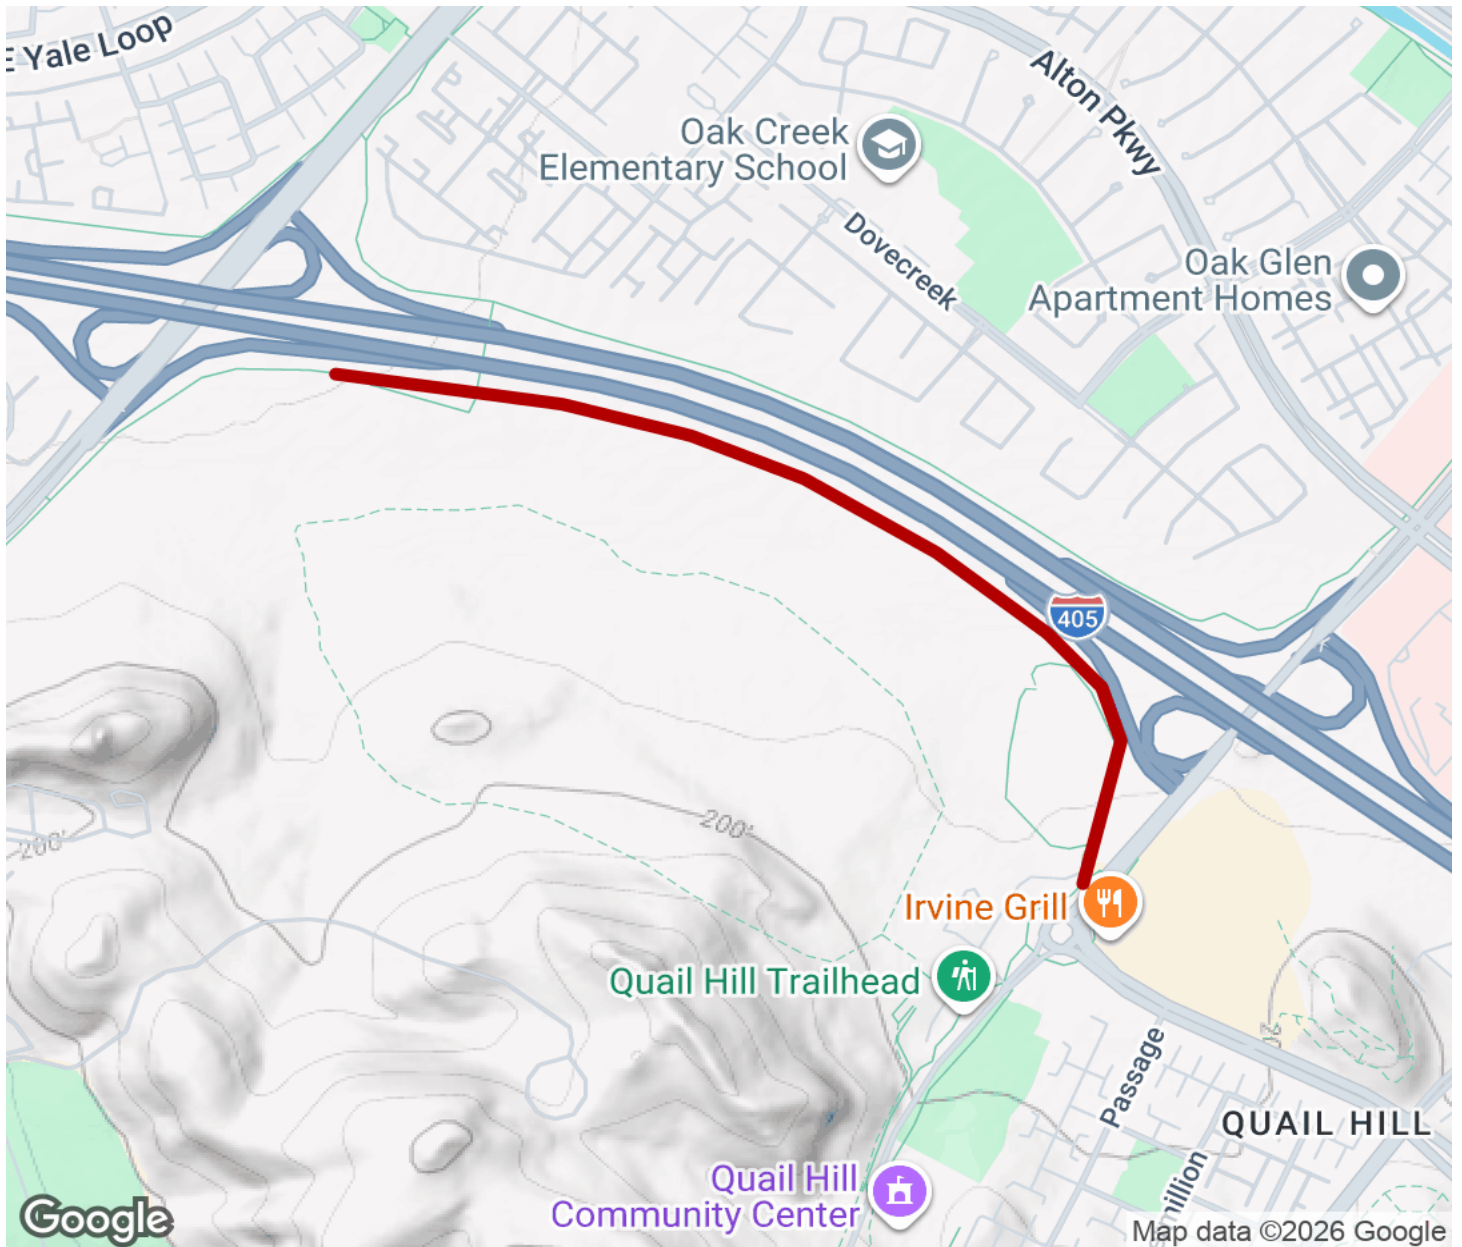 E Yale Loop
Alton Pkwy
Oak Creek
Elementary School
Dovecreek
Oak Glen
Apartment Homes
405
200'
200'
Irvine Grill
Quail Hill Trailhead
Passage
QUAIL HILL
Quail Hill
Community Center
Google
Map data ©2026 Google